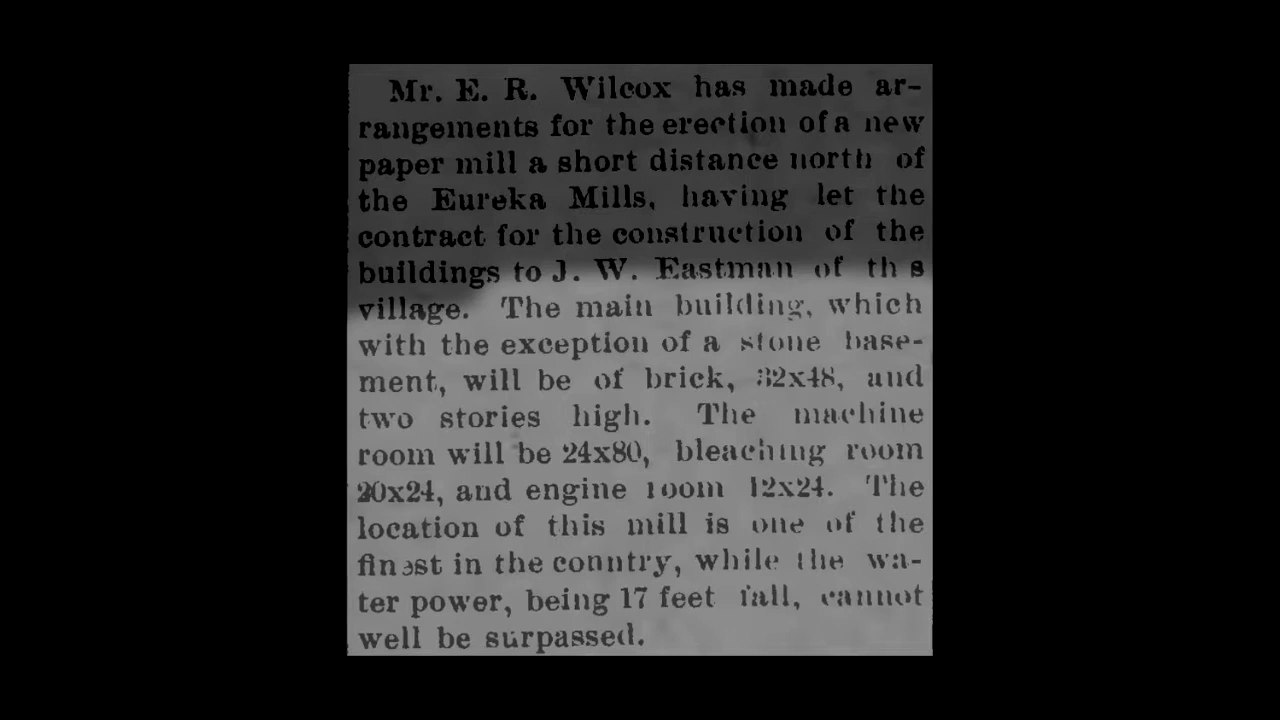 Mr. E. R. Wilcox has made ar-
rangements for the erection of a new
paper mill a short distance north of
the Eureka Mills, having let the
contract for the construction of the
buildings to J. W. Eastman of this
village. The main building, which
with the exception of a stone base-
ment, will be of brick, 32x48, and
two stories high. The machine
room will be 24x80, bleaching room
20x24, and engine room 12x24. The
location of this mill is one of the
finest in the country, while the wa-
ter power, being 17 feet fall, cannot
well be surpassed.